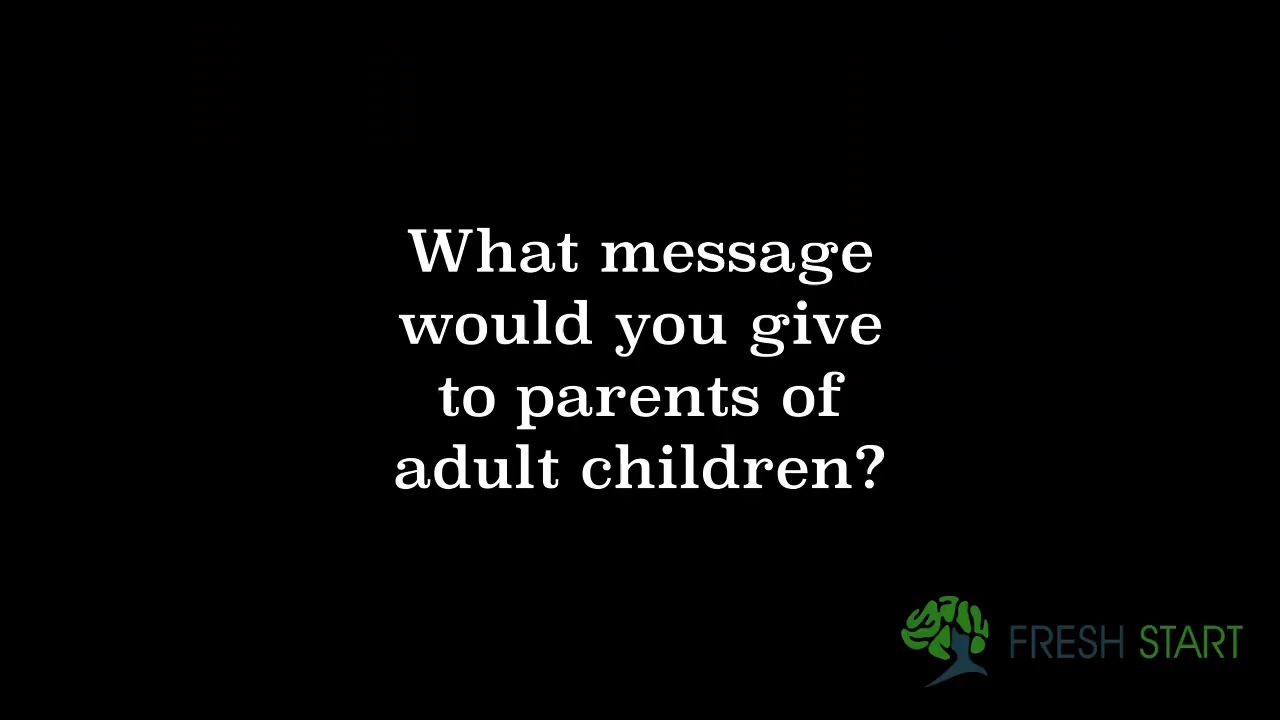 What message
would you give
to parents of
adult children?
FRESH START